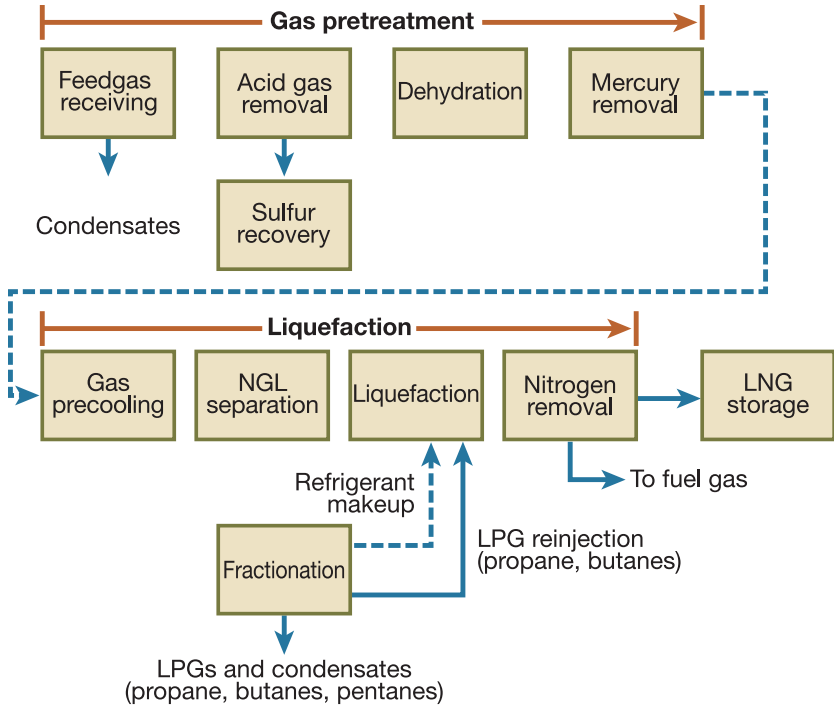 Gas pretreatment
Feedgas
receiving
Acid gas
removal
Dehydration
Mercury
removal
Condensates
Sulfur
recovery
Liquefaction
Gas
precooling
NGL
separation
Liquefaction
Nitrogen
removal
LNG
storage
To fuel gas
Refrigerant
makeup
LPG reinjection
(propane, butanes)
Fractionation
LPGs and condensates
(propane, butanes, pentanes)